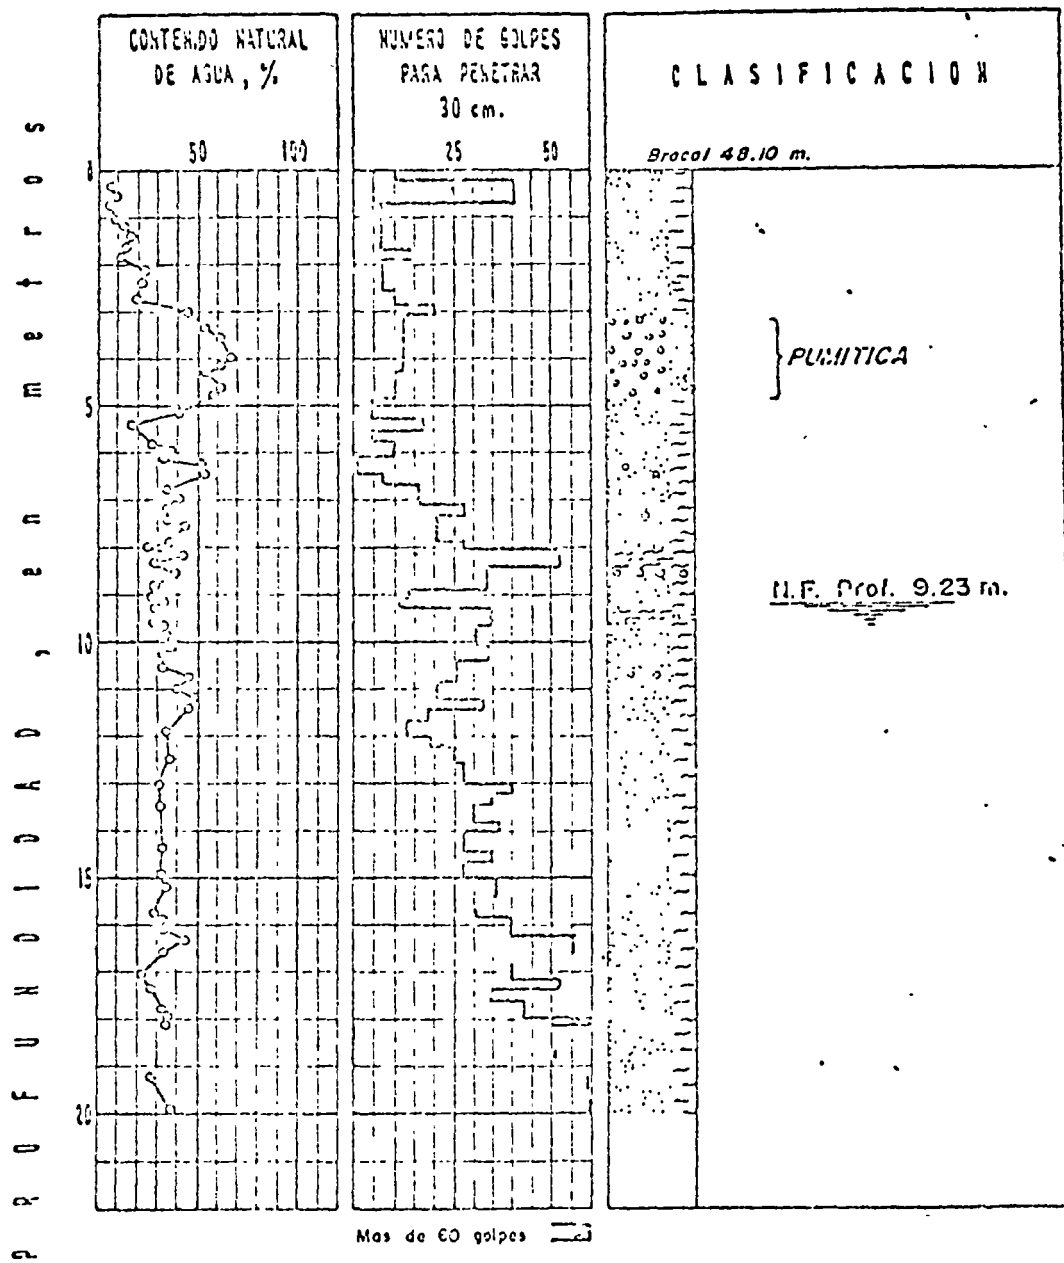 CONTENIDO NATURAL
DE AGUA, %
50 100
NUMERO DE GOLPES
PARA PENETRAR
30 cm.
25 50
CLASIFICACION
Brocal 48.10 m.
PROFUNDIDAD, en metros
0
5
10
15
20
PUMITICA
N.F. Prof. 9.23 m.
Mas de 60 golpes